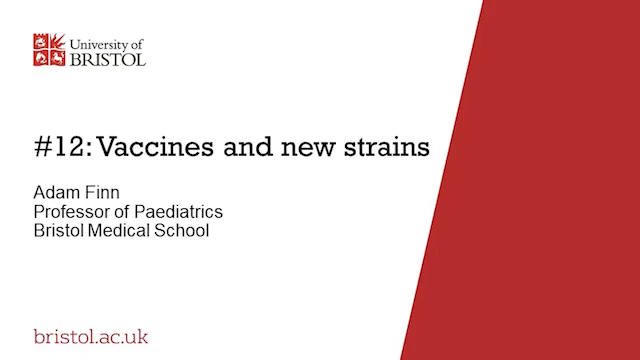 University of
BRISTOL
#12: Vaccines and new strains
Adam Finn
Professor of Paediatrics
Bristol Medical School
bristol.ac.uk